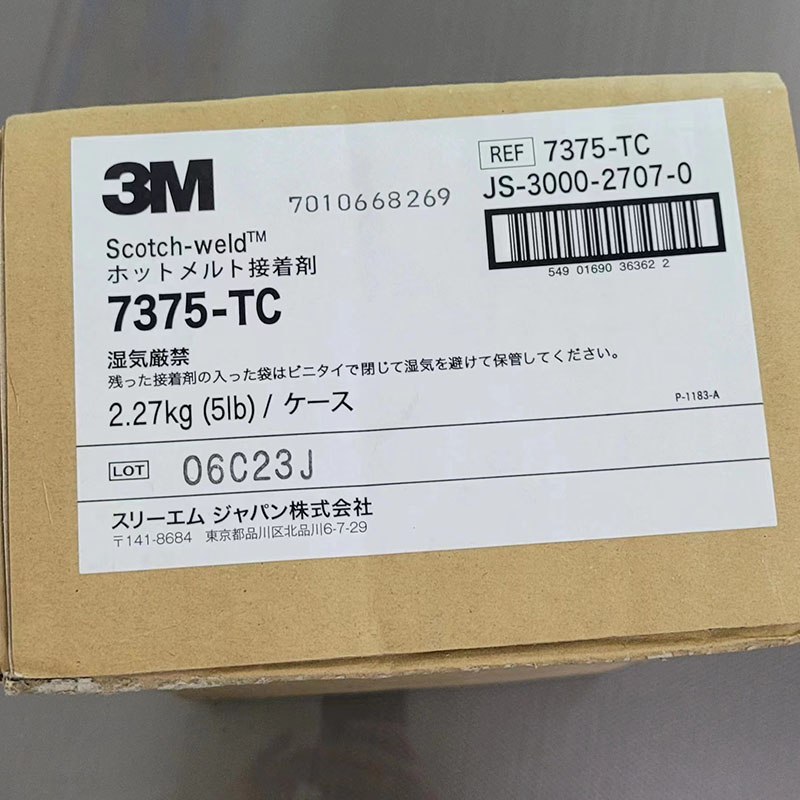 3M
7010668269
REF 7375-TC
JS-3000-2707-0
549 01690 36362 2
Scotch-weld™
ホットメルト接着剤
7375-TC
湿気厳禁
残った接着剤の入った袋はビニタイで閉じて湿気を避けて保管してください。
2.27kg (5lb) / ケース
P-1183-A
LOT 06C23J
スリーエム ジャパン株式会社
〒141-8684 東京都品川区北品川6-7-29